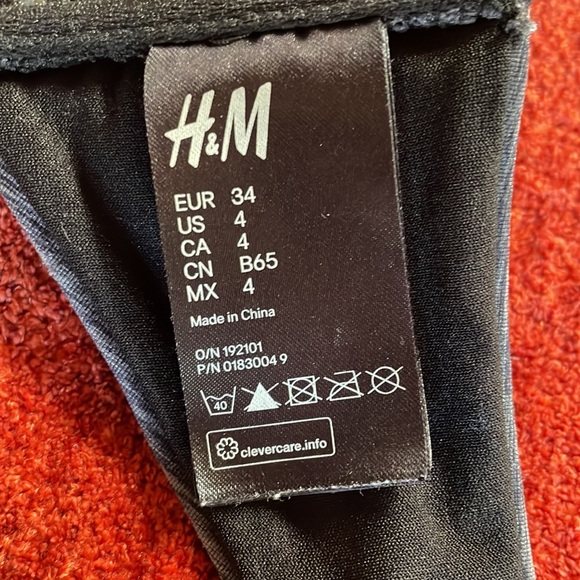 H&M
EUR 34
US 4
CA 4
CN B65
MX 4
Made in China
O/N 192101
P/N 0183004 9
40
clevercare.info